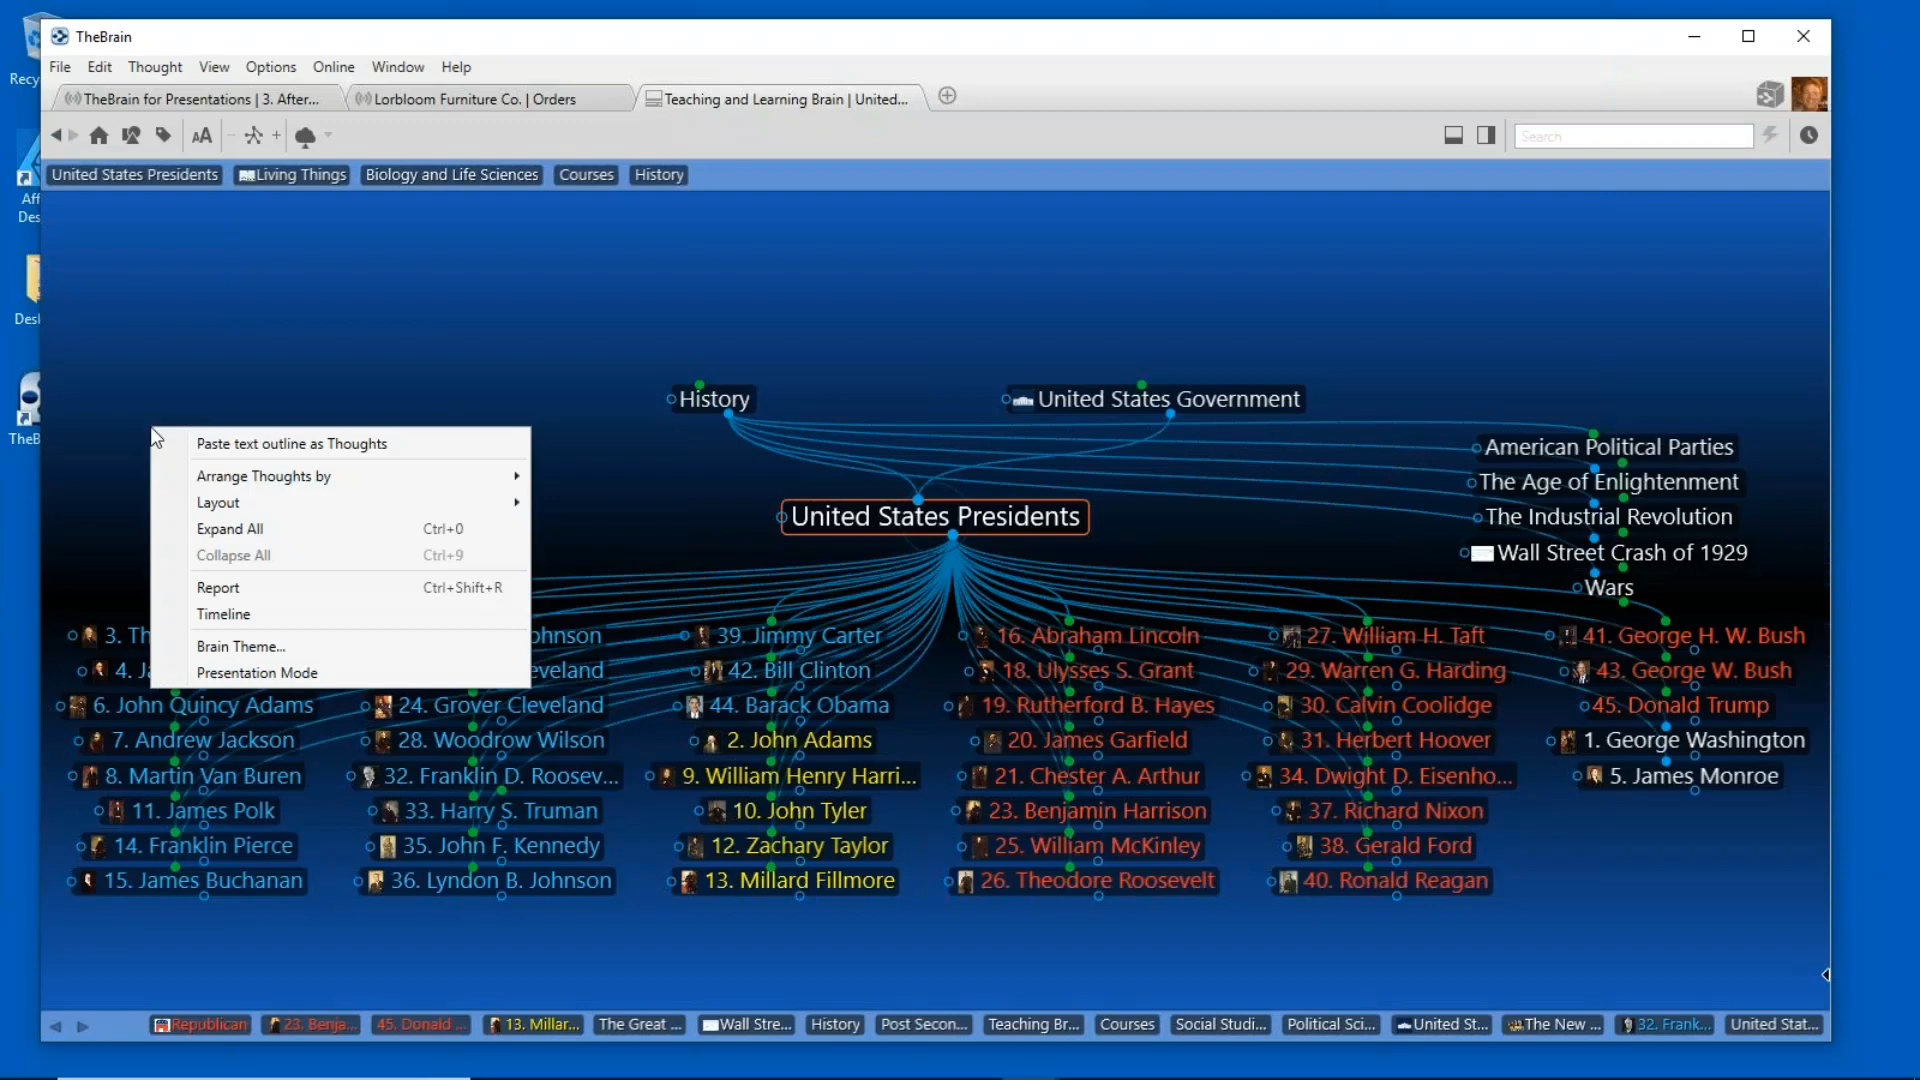 TheBrain
File Edit Thought View Options Online Window Help
TheBrain for Presentations | 3. After...
Lorbloom Furniture Co. | Orders
Teaching and Learning Brain | United...
AA
Search
United States Presidents
Living Things
Biology and Life Sciences
Courses
History
Recy
Aff
Des
Desk
TheB
History
United States Government
American Political Parties
The Age of Enlightenment
The Industrial Revolution
Wall Street Crash of 1929
Wars
United States Presidents
Paste text outline as Thoughts
Arrange Thoughts by
Layout
Expand All Ctrl+0
Collapse All Ctrl+9
Report Ctrl+Shift+R
Timeline
Brain Theme...
Presentation Mode
3. Th
4. Ja
6. John Quincy Adams
7. Andrew Jackson
8. Martin Van Buren
11. James Polk
14. Franklin Pierce
15. James Buchanan
ohnson
eveland
24. Grover Cleveland
28. Woodrow Wilson
32. Franklin D. Roosev...
33. Harry S. Truman
35. John F. Kennedy
36. Lyndon B. Johnson
39. Jimmy Carter
42. Bill Clinton
44. Barack Obama
2. John Adams
9. William Henry Harri...
10. John Tyler
12. Zachary Taylor
13. Millard Fillmore
16. Abraham Lincoln
18. Ulysses S. Grant
19. Rutherford B. Hayes
20. James Garfield
21. Chester A. Arthur
23. Benjamin Harrison
25. William McKinley
26. Theodore Roosevelt
27. William H. Taft
29. Warren G. Harding
30. Calvin Coolidge
31. Herbert Hoover
34. Dwight D. Eisenho...
37. Richard Nixon
38. Gerald Ford
40. Ronald Reagan
41. George H. W. Bush
43. George W. Bush
45. Donald Trump
1. George Washington
5. James Monroe
Republican
23. Benja...
45. Donald ...
13. Millar...
The Great ...
Wall Stre...
History
Post Secon...
Teaching Br...
Courses
Social Studi...
Political Sci...
United St...
The New ...
32. Frank...
United Stat...